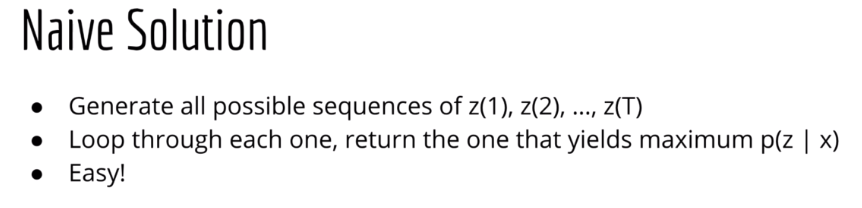 Naive Solution
● Generate all possible sequences of z(1), z(2), ..., z(T)
● Loop through each one, return the one that yields maximum p(z | x)
● Easy!